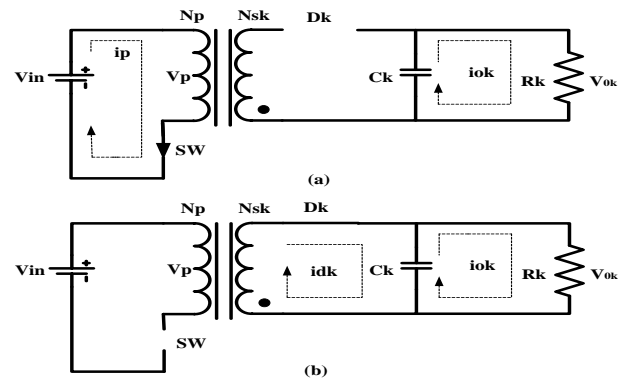 Np Nsk Dk
Vin + - ip Vp Ck iok Rk V0k
SW
(a)
Np Nsk Dk
Vin + - Vp idk Ck iok Rk V0k
SW
(b)